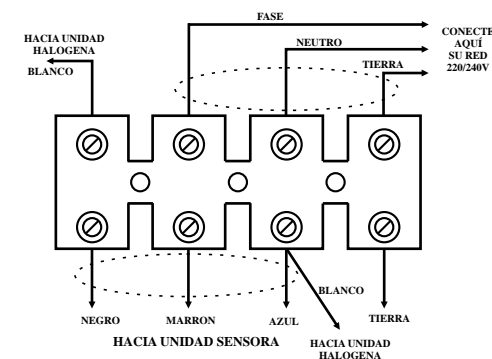 FASE
HACIA UNIDAD
HALOGENA
BLANCO
NEUTRO
TIERRA
CONECTE
AQUÍ
SU RED
220/240V
NEGRO
MARRON
AZUL
BLANCO
TIERRA
HACIA UNIDAD SENSORA
HACIA UNIDAD
HALOGENA